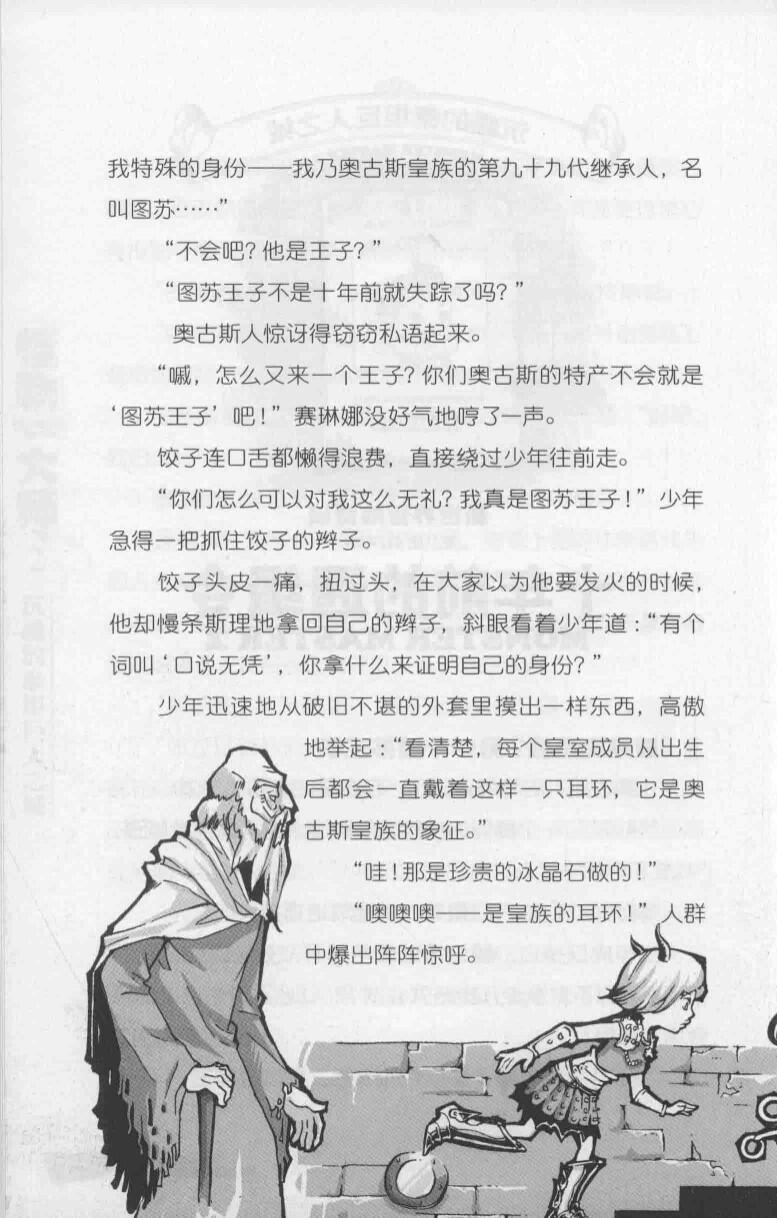 我特殊的身份——我乃奥古斯皇族的第九十九代继承人，名
叫图苏……”
“不会吧？他是王子？”
“图苏王子不是十年前就失踪了吗？”
奥古斯人惊讶得窃窃私语起来。
“嘁，怎么又来一个王子？你们奥古斯的特产不会就是
‘图苏王子’吧！”赛琳娜没好气地哼了一声。
饺子连口舌都懒得浪费，直接绕过少年往前走。
“你们怎么可以对我这么无礼？我真是图苏王子！”少年
急得一把抓住饺子的辫子。
饺子头皮一痛，扭过头，在大家以为他要发火的时候，
他却慢条斯理地拿回自己的辫子，斜眼看着少年道：“有个
词叫‘口说无凭’，你拿什么来证明自己的身份？”
少年迅速地从破旧不堪的外套里摸出一样东西，高傲
地举起：“看清楚，每个皇室成员从出生
后都会一直戴着这样一只耳环，它是奥
古斯皇族的象征。”
“哇！那是珍贵的冰晶石做的！”
“噢噢噢——是皇族的耳环！”人群
中爆出阵阵惊呼。